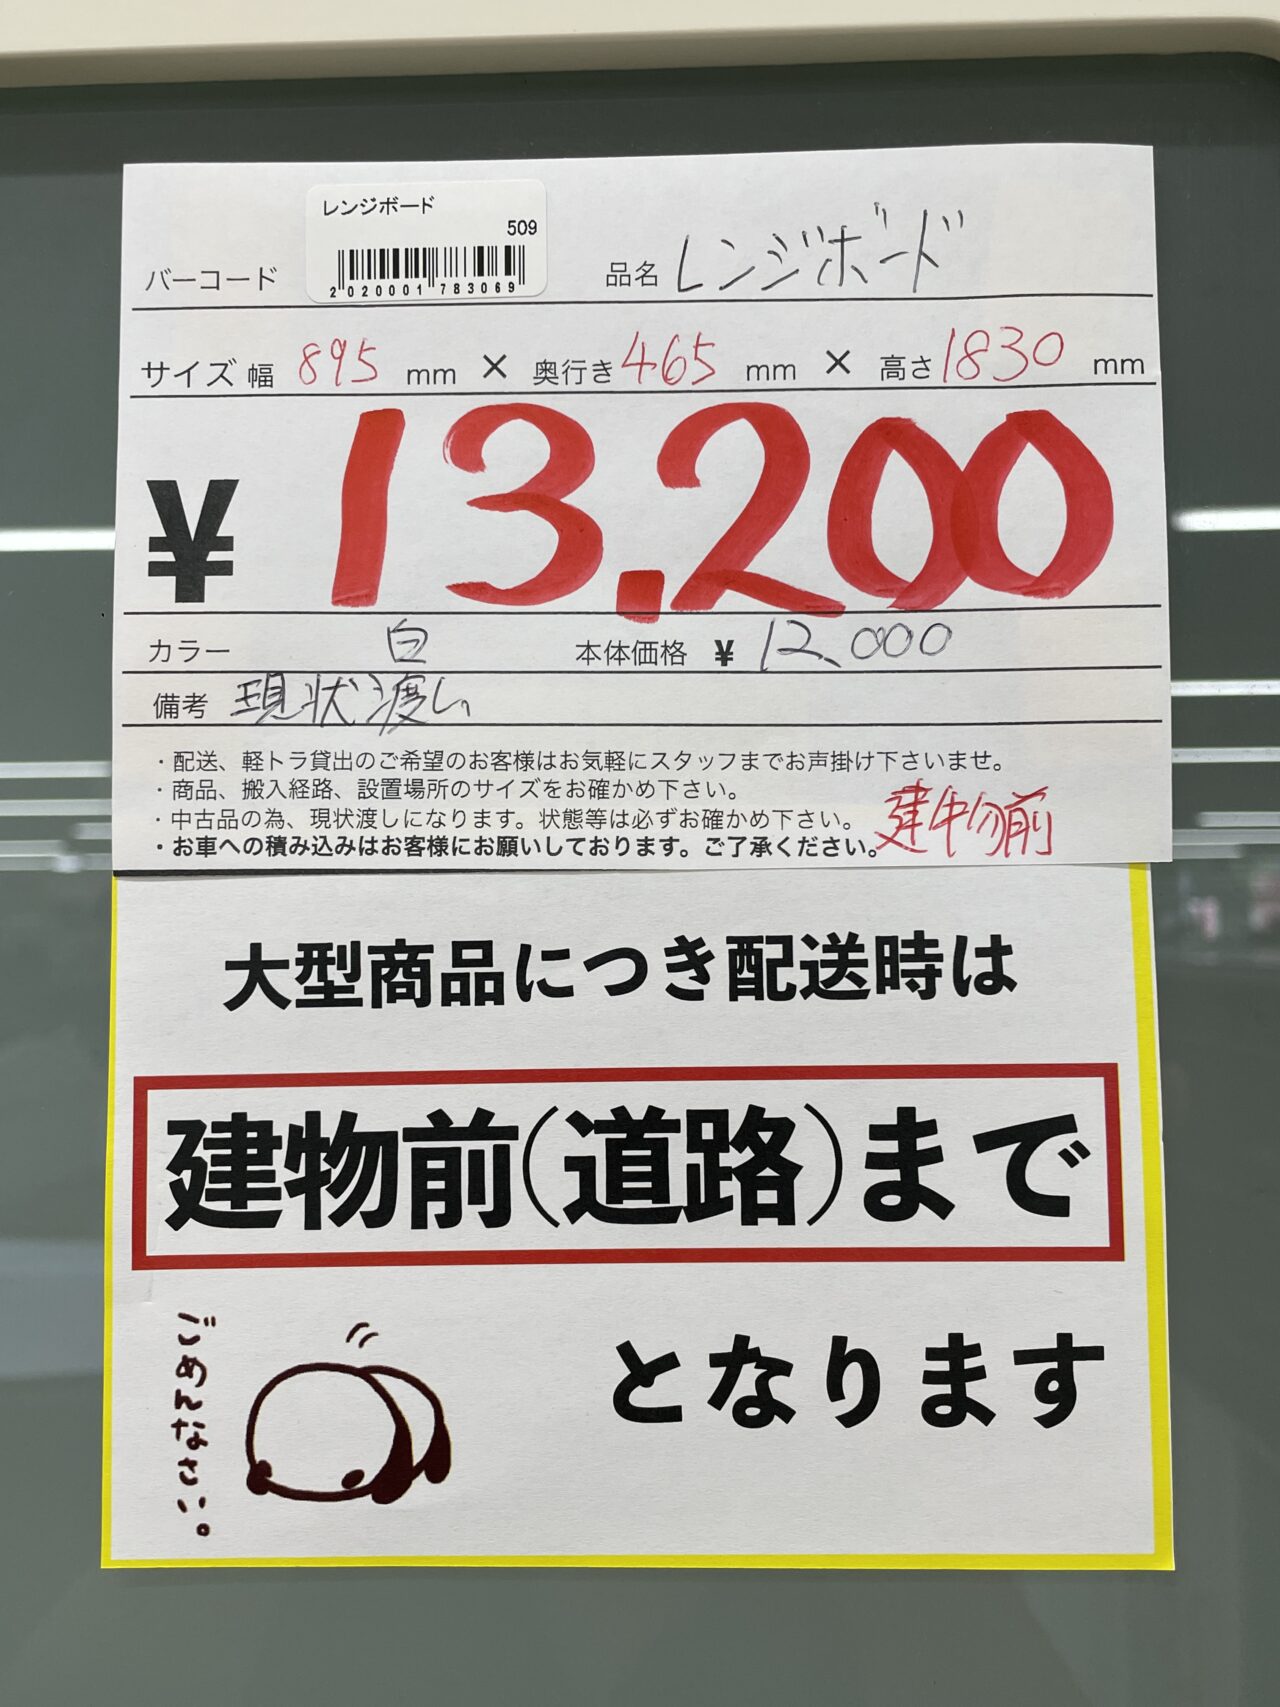 レンジボード
509
バーコード 2 020001 783069 品名 レンジボード
サイズ 幅 895 mm × 奥行き 465 mm × 高さ 1830 mm
¥ 13,200
カラー 白 本体価格 ¥ 12,000
備考 現状渡し
・配送、軽トラ貸出のご希望のお客様はお気軽にスタッフまでお声掛け下さいませ。
・商品、搬入経路、設置場所のサイズをお確かめ下さい。
・中古品の為、現状渡しになります。状態等は必ずお確かめ下さい。
・お車への積み込みはお客様にお願いしております。ご了承ください。
建物前
大型商品につき配送時は
建物前(道路)まで
となります
ごめんなさい。